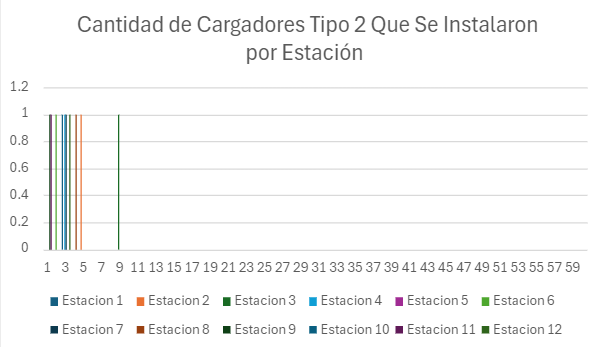 Cantidad de Cargadores Tipo 2 Que Se Instalaron
por Estación
1.2
1
0.8
0.6
0.4
0.2
0
1 3 5 7 9 11 13 15 17 19 21 23 25 27 29 31 33 35 37 39 41 43 45 47 49 51 53 55 57 59
Estacion 1 Estacion 2 Estacion 3 Estacion 4 Estacion 5 Estacion 6
Estacion 7 Estacion 8 Estacion 9 Estacion 10 Estacion 11 Estacion 12